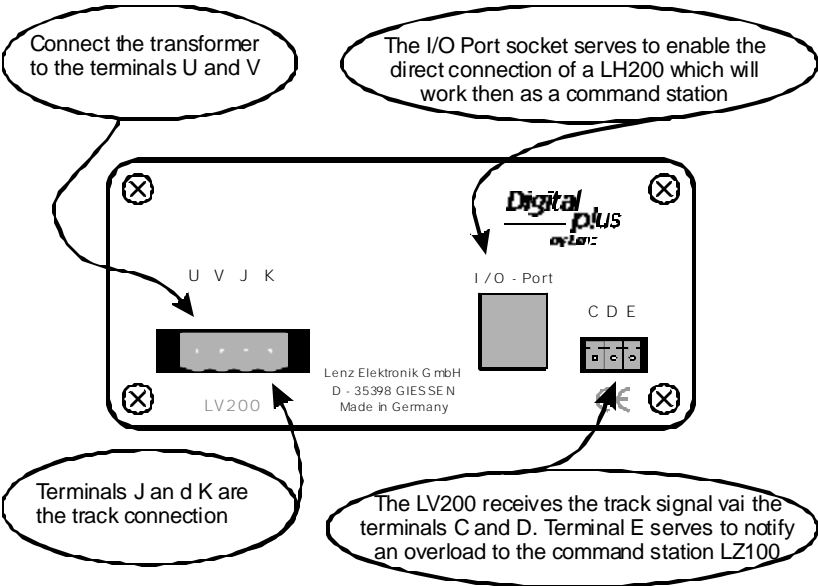 Connect the transformer
to the terminals U and V
The I/O Port socket serves to enable the
direct connection of a LH200 which will
work then as a command station
Digital
plus
by Lenz
U V J K
I/O - Port
C D E
Lenz Elektronik GmbH
D - 35398 GIESSEN
Made in Germany
LV200
CE
Terminals J an d K are
the track connection
The LV200 receives the track signal vai the
terminals C and D. Terminal E serves to notify
an overload to the command station LZ100